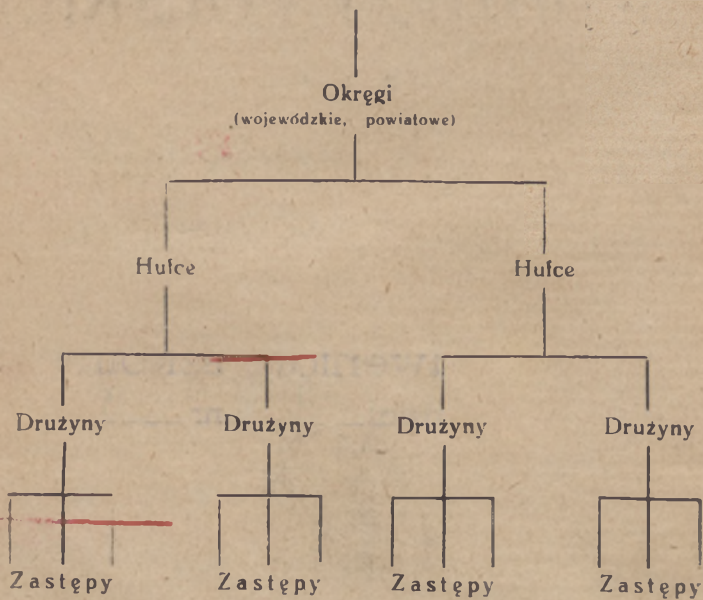 Okręgi
(wojewódzkie, powiatowe)
Hufce Hufce
Drużyny Drużyny Drużyny Drużyny
Zastępy Zastępy Zastępy Zastępy